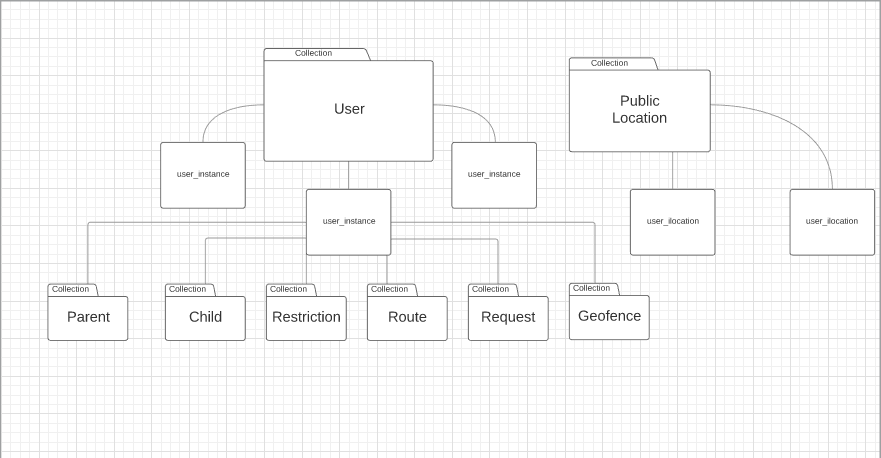 Collection
User
Collection
Public
Location
user_instance
user_instance
user_instance
user_ilocation
user_ilocation
Collection
Parent
Collection
Child
Collection
Restriction
Collection
Route
Collection
Request
Collection
Geofence